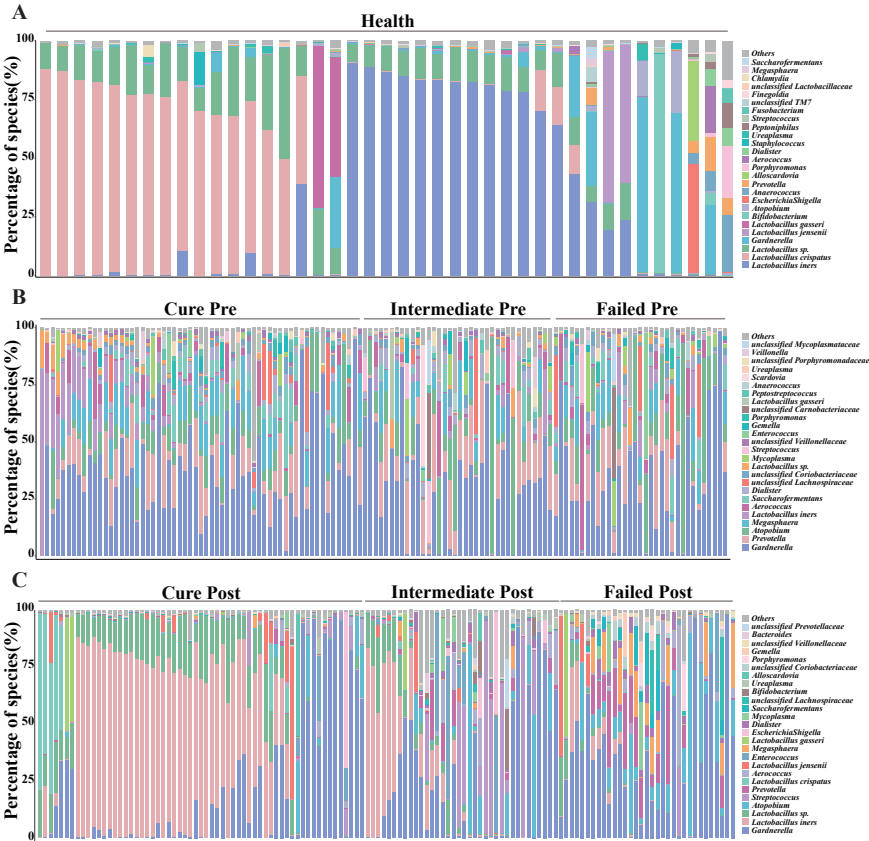 A
Health
Percentage of species(%)
100
75
50
25
0
Others
Saccharofermentans
Megasphaera
Chlamydia
unclassified Lactobacillaceae
Finegoldia
unclassified TM7
Fusobacterium
Streptococcus
Peptoniphilus
Ureaplasma
Staphylococcus
Dialister
Aerococcus
Porphyromonas
Alloscardovia
Prevotella
Anaerococcus
EscherichiaShigella
Atopobium
Bifidobacterium
Lactobacillus gasseri
Lactobacillus jensenii
Gardnerella
Lactobacillus sp.
Lactobacillus crispatus
Lactobacillus iners
B
Cure Pre
Intermediate Pre
Failed Pre
Percentage of species(%)
100
75
50
25
0
Others
unclassified Mycoplasmataceae
Veillonella
unclassified Porphyromonadaceae
Ureaplasma
Scardovia
Anaerococcus
Peptostreptococcus
Lactobacillus gasseri
unclassified Carnobacteriaceae
Porphyromonas
Gemella
Enterococcus
unclassified Veillonellaceae
Streptococcus
Mycoplasma
Lactobacillus sp.
unclassified Coriobacteriaceae
unclassified Lachnospiraceae
Dialister
Saccharofermentans
Aerococcus
Lactobacillus iners
Megasphaera
Atopobium
Prevotella
Gardnerella
C
Cure Post
Intermediate Post
Failed Post
Percentage of species(%)
100
75
50
25
0
Others
unclassified Prevotellaceae
Bacteroides
unclassified Veillonellaceae
Gemella
Porphyromonas
unclassified Coriobacteriaceae
Alloscardovia
Ureaplasma
Bifidobacterium
unclassified Lachnospiraceae
Saccharofermentans
Mycoplasma
Dialister
EscherichiaShigella
Lactobacillus gasseri
Megasphaera
Enterococcus
Lactobacillus jensenii
Aerococcus
Lactobacillus crispatus
Prevotella
Streptococcus
Atopobium
Lactobacillus sp.
Lactobacillus iners
Gardnerella